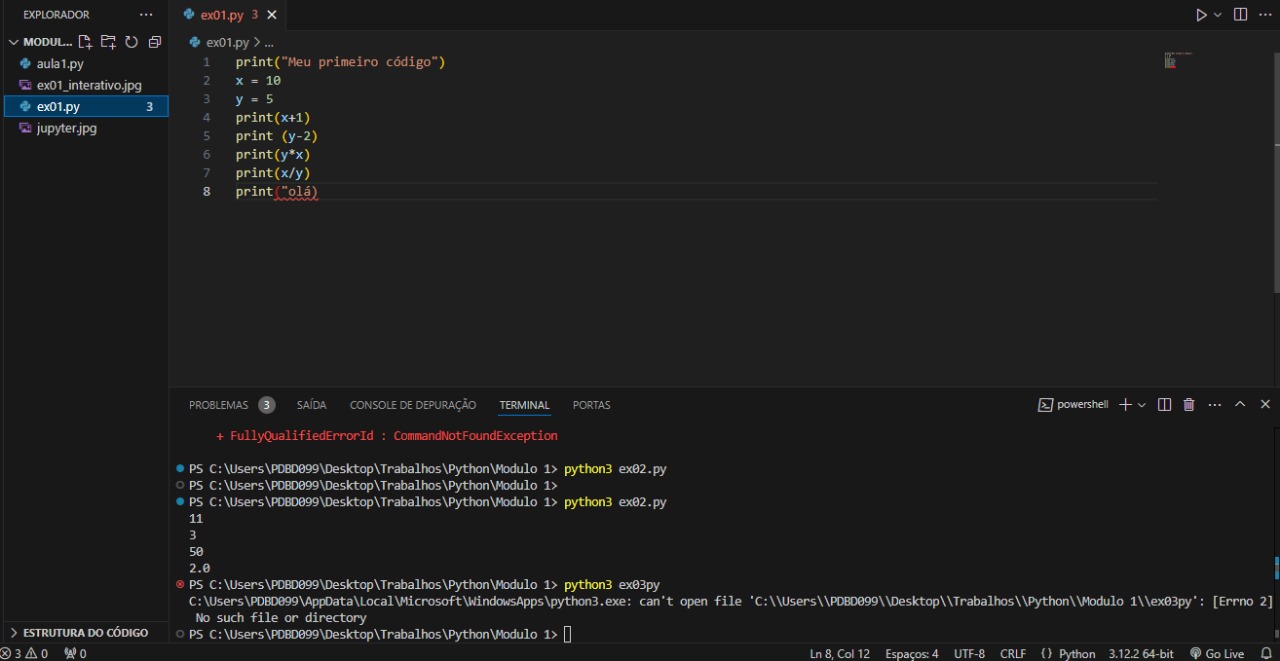 EXPLORADOR ...
MODUL...
aula1.py
ex01_interativo.jpg
ex01.py 3
jupyter.jpg
ESTRUTURA DO CÓDIGO
ex01.py 3
ex01.py > ...
1 print("Meu primeiro código")
2 x = 10
3 y = 5
4 print(x+1)
5 print (y-2)
6 print(y*x)
7 print(x/y)
8 print("olá)
PROBLEMAS 3 SAÍDA CONSOLE DE DEPURAÇÃO TERMINAL PORTAS
powershell
+ FullyQualifiedErrorId : CommandNotFoundException
PS C:\Users\PDBD099\Desktop\Trabalhos\Python\Modulo 1> python3 ex02.py
PS C:\Users\PDBD099\Desktop\Trabalhos\Python\Modulo 1>
PS C:\Users\PDBD099\Desktop\Trabalhos\Python\Modulo 1> python3 ex02.py
11
3
50
2.0
PS C:\Users\PDBD099\Desktop\Trabalhos\Python\Modulo 1> python3 ex03py
C:\Users\PDBD099\AppData\Local\Microsoft\WindowsApps\python3.exe: can't open file 'C:\\Users\\PDBD099\\Desktop\\Trabalhos\\Python\\Modulo 1\\ex03py': [Errno 2]
No such file or directory
PS C:\Users\PDBD099\Desktop\Trabalhos\Python\Modulo 1>
3 0 0 Ln 8, Col 12 Espaços: 4 UTF-8 CRLF {} Python 3.12.2 64-bit Go Live